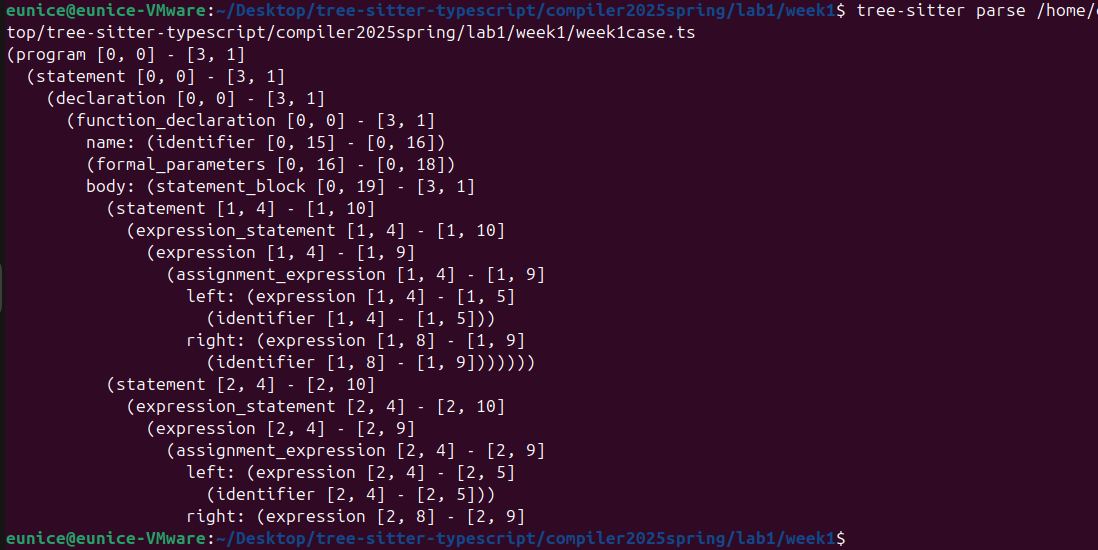 eunice@eunice-VMware:~/Desktop/tree-sitter-typescript/compiler2025spring/lab1/week1$ tree-sitter parse /home/
top/tree-sitter-typescript/compiler2025spring/lab1/week1/week1case.ts
(program [0, 0] - [3, 1]
  (statement [0, 0] - [3, 1]
    (declaration [0, 0] - [3, 1]
      (function_declaration [0, 0] - [3, 1]
        name: (identifier [0, 15] - [0, 16])
        (formal_parameters [0, 16] - [0, 18])
        body: (statement_block [0, 19] - [3, 1]
          (statement [1, 4] - [1, 10]
            (expression_statement [1, 4] - [1, 10]
              (expression [1, 4] - [1, 9]
                (assignment_expression [1, 4] - [1, 9]
                  left: (expression [1, 4] - [1, 5]
                    (identifier [1, 4] - [1, 5]))
                  right: (expression [1, 8] - [1, 9]
                    (identifier [1, 8] - [1, 9]))))))
          (statement [2, 4] - [2, 10]
            (expression_statement [2, 4] - [2, 10]
              (expression [2, 4] - [2, 9]
                (assignment_expression [2, 4] - [2, 9]
                  left: (expression [2, 4] - [2, 5]
                    (identifier [2, 4] - [2, 5]))
                  right: (expression [2, 8] - [2, 9]
eunice@eunice-VMware:~/Desktop/tree-sitter-typescript/compiler2025spring/lab1/week1$